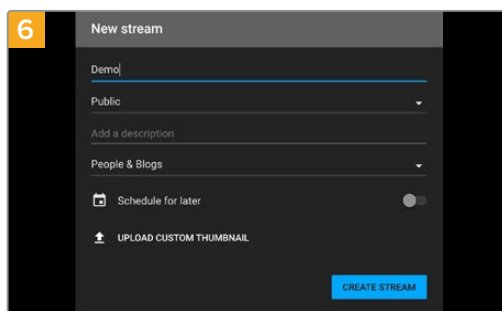 6
New stream
Demo
Public
Add a description
People & Blogs
Schedule for later
UPLOAD CUSTOM THUMBNAIL
CREATE STREAM